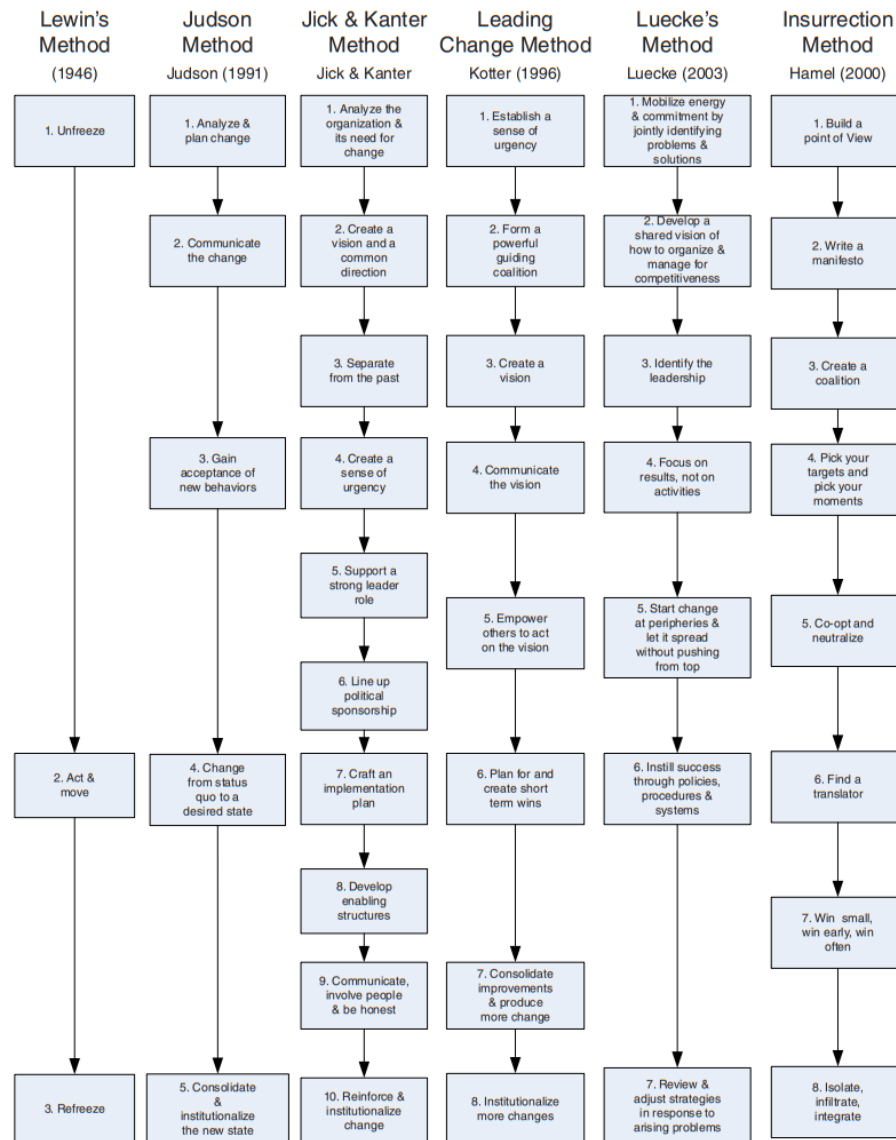 Lewin's
Method
(1946)
1. Unfreeze
2. Act &
move
3. Refreeze
Judson
Method
Judson (1991)
1. Analyze &
plan change
2. Communicate
the change
3. Gain
acceptance of
new behaviors
4. Change
from status
quo to a
desired state
5. Consolidate
&
institutionalize
the new state
Jick & Kanter
Method
Jick & Kanter
1. Analyze the
organization &
its need for
change
2. Create a
vision and a
common
direction
3. Separate
from the past
4. Create a
sense of
urgency
5. Support a
strong leader
role
6. Line up
political
sponsorship
7. Craft an
implementation
plan
8. Develop
enabling
structures
9. Communicate,
involve people
& be honest
10. Reinforce &
institutionalize
change
Leading
Change Method
Kotter (1996)
1. Establish a
sense of
urgency
2. Form a
powerful
guiding
coalition
3. Create a
vision
4. Communicate
the vision
5. Empower
others to act
on the vision
6. Plan for and
create short
term wins
7. Consolidate
improvements
& produce
more change
8. Institutionalize
more changes
Luecke's
Method
Luecke (2003)
1. Mobilize energy
& commitment by
jointly identifying
problems &
solutions
2. Develop a
shared vision of
how to organize &
manage for
competitiveness
3. Identify the
leadership
4. Focus on
results, not on
activities
5. Start change
at peripheries &
let it spread
without pushing
from top
6. Instill success
through policies,
procedures &
systems
7. Review &
adjust strategies
in response to
arising problems
Insurrection
Method
Hamel (2000)
1. Build a
point of View
2. Write a
manifesto
3. Create a
coalition
4. Pick your
targets and
pick your
moments
5. Co-opt and
neutralize
6. Find a
translator
7. Win small,
win early, win
often
8. Isolate,
infiltrate,
integrate